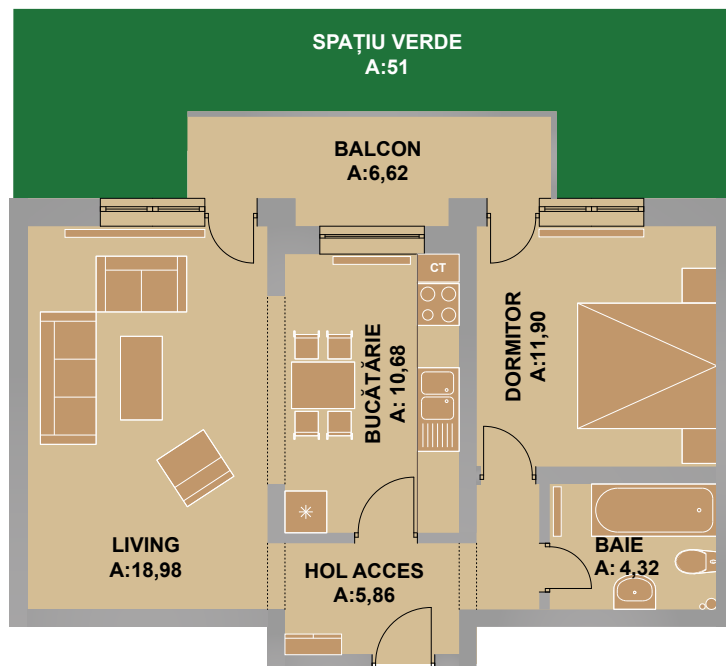 SPAȚIU VERDE
A:51
BALCON
A:6,62
CT
BUCĂTĂRIE
A: 10,68
DORMITOR
A:11,90
LIVING
A:18,98
HOL ACCES
A:5,86
BAIE
A: 4,32